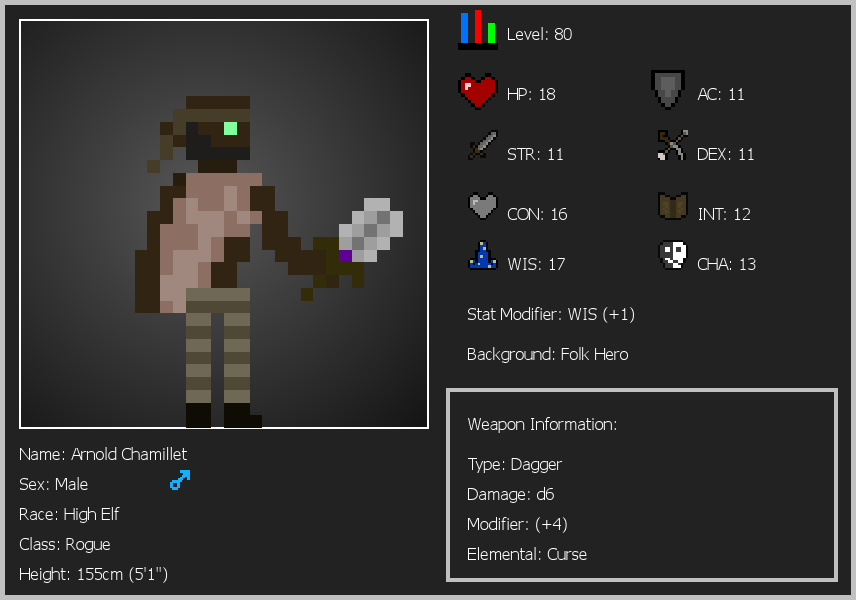 Level: 80
HP: 18
AC: 11
STR: 11
DEX: 11
CON: 16
INT: 12
WIS: 17
CHA: 13
Stat Modifier: WIS (+1)
Background: Folk Hero
Weapon Information:
Type: Dagger
Damage: d6
Modifier: (+4)
Elemental: Curse
Name: Arnold Chamillet
Sex: Male
Race: High Elf
Class: Rogue
Height: 155cm (5'1")